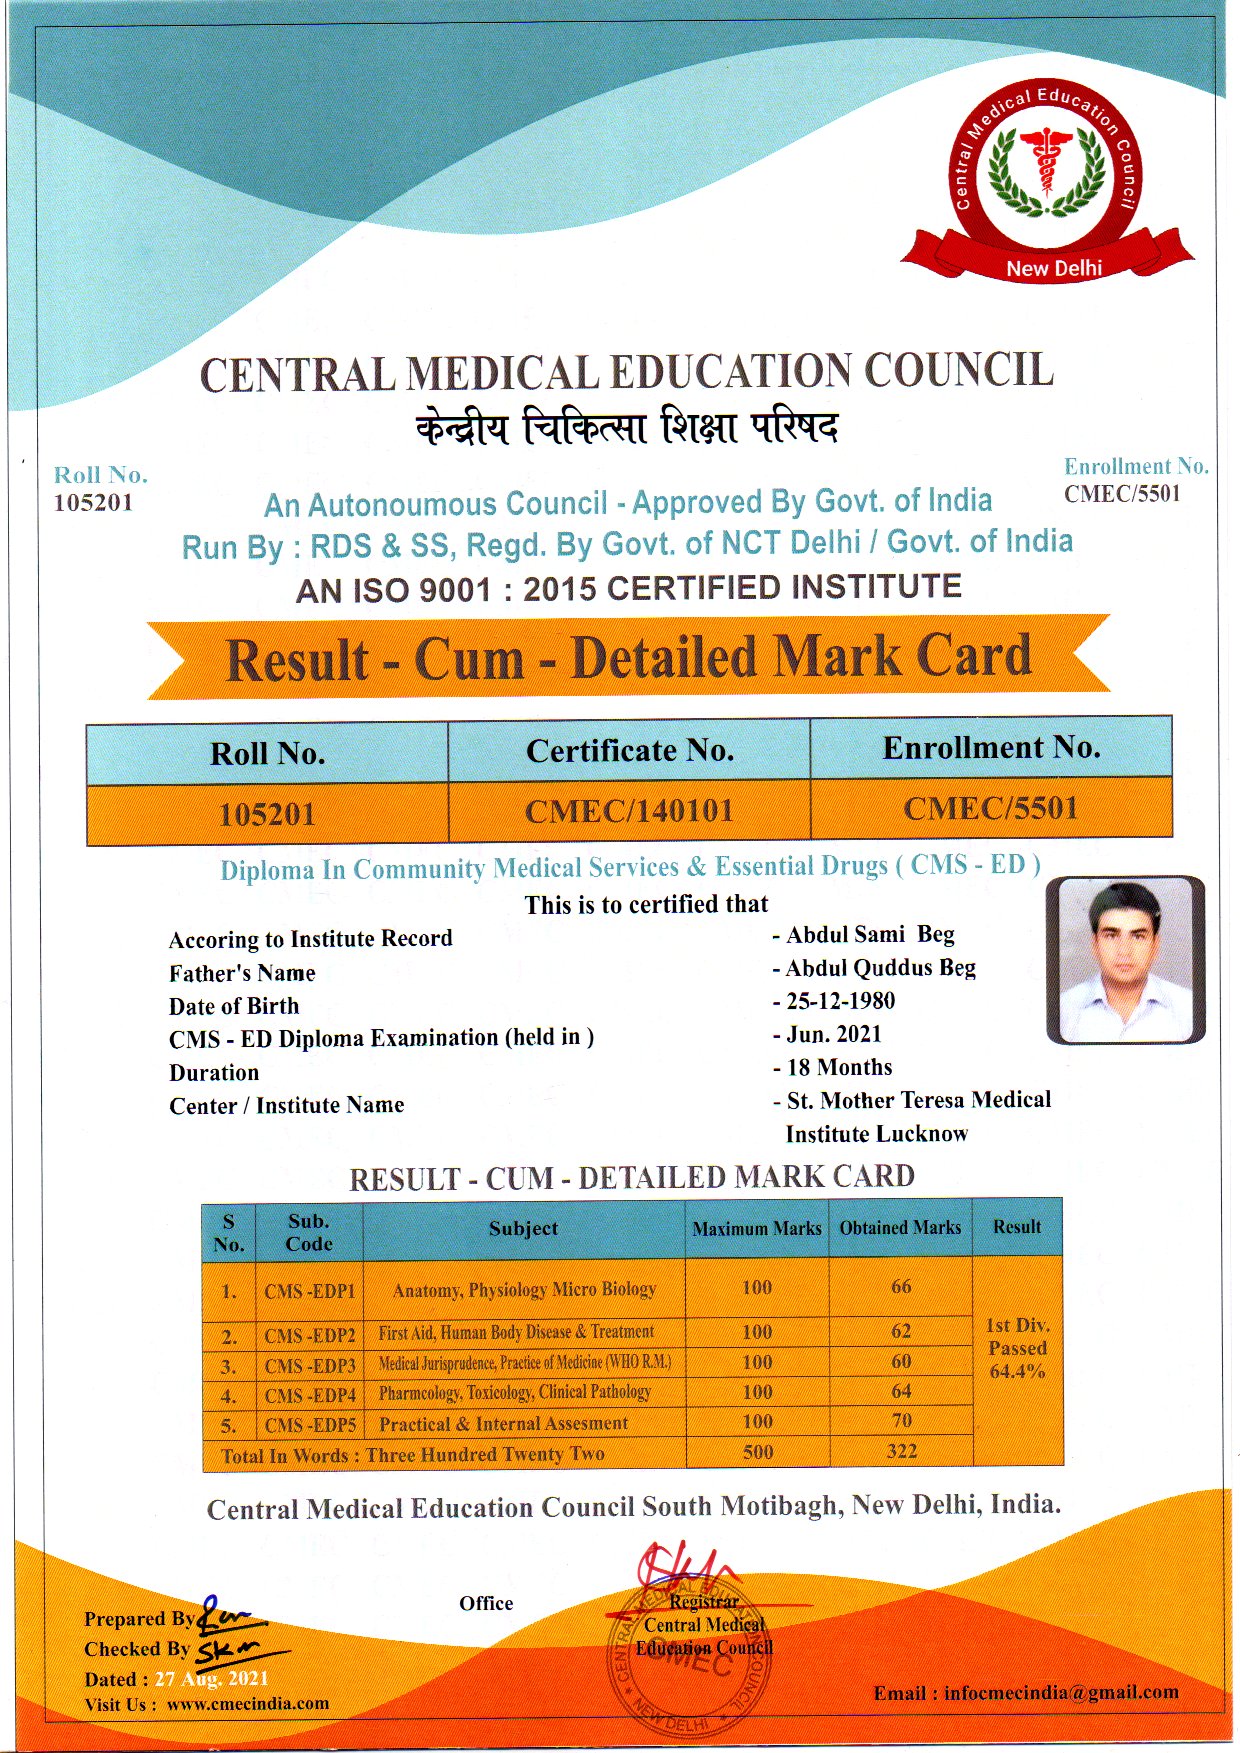 Central Medical Education Council
New Delhi
CENTRAL MEDICAL EDUCATION COUNCIL
केन्द्रीय चिकित्सा शिक्षा परिषद
Roll No.
105201
Enrollment No.
CMEC/5501
An Autonoumous Council - Approved By Govt. of India
Run By : RDS & SS, Regd. By Govt. of NCT Delhi / Govt. of India
AN ISO 9001 : 2015 CERTIFIED INSTITUTE
Result - Cum - Detailed Mark Card
Roll No. Certificate No. Enrollment No.
105201 CMEC/140101 CMEC/5501
Diploma In Community Medical Services & Essential Drugs ( CMS - ED )
This is to certified that
Accoring to Institute Record - Abdul Sami Beg
Father's Name - Abdul Quddus Beg
Date of Birth - 25-12-1980
CMS - ED Diploma Examination (held in ) - Jun. 2021
Duration - 18 Months
Center / Institute Name - St. Mother Teresa Medical
Institute Lucknow
RESULT - CUM - DETAILED MARK CARD
S No. Sub. Code Subject Maximum Marks Obtained Marks Result
1. CMS -EDP1 Anatomy, Physiology Micro Biology 100 66
2. CMS -EDP2 First Aid, Human Body Disease & Treatment 100 62
3. CMS -EDP3 Medical Jurisprudence, Practice of Medicine (WHO R.M.) 100 60
4. CMS -EDP4 Pharmcology, Toxicology, Clinical Pathology 100 64
5. CMS -EDP5 Practical & Internal Assesment 100 70
1st Div.
Passed
64.4%
Total In Words : Three Hundred Twenty Two 500 322
Central Medical Education Council South Motibagh, New Delhi, India.
Prepared By
Checked By SKM
Dated : 27 Aug. 2021
Visit Us : www.cmecindia.com
Office
Registrar
Central Medical
Education Council
CENTRAL MEDICAL EDUCATION COUNCIL
CMEC
NEW DELHI
Email : infocmecindia@gmail.com